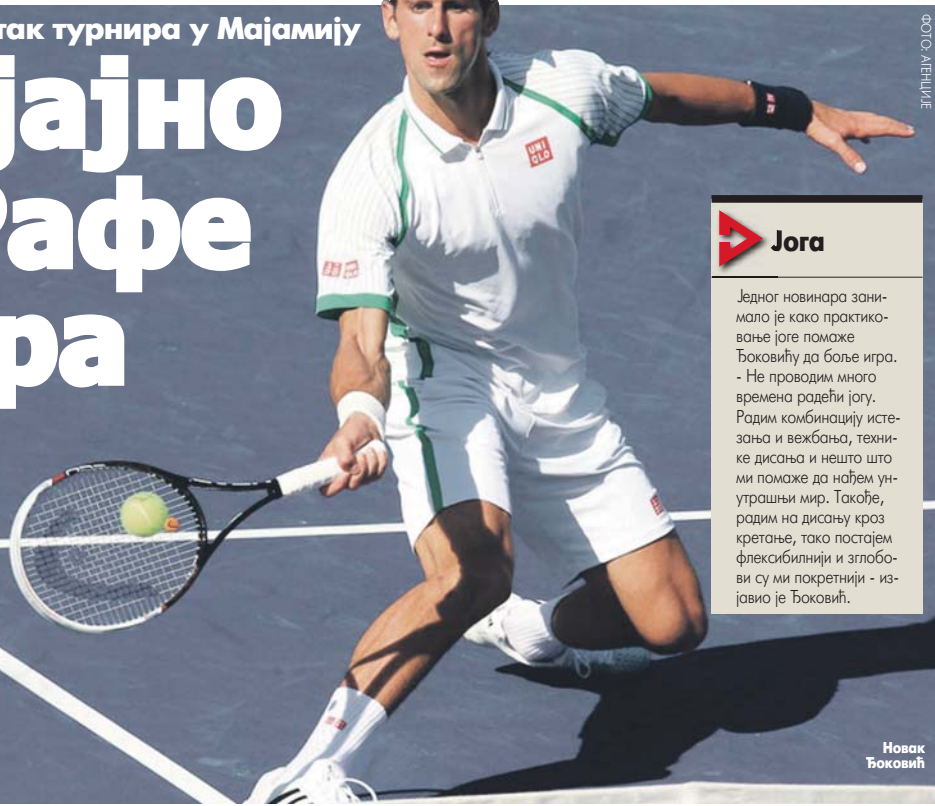 так турнира у Мајамију
јајно
Рафе
ра
ФОТО: АГЕНЦИЈЕ
UNI
QLO
Јога
Једног новинара зани-
мало је како практико-
вање јоге помаже
Ђоковићу да боље игра.
- Не проводим много
времена радећи јогу.
Радим комбинацију исте-
зања и вежбања, техни-
ке дисања и нешто што
ми помаже да нађем ун-
утрашњи мир. Такође,
радим на дисању кроз
кретање, тако постајем
флексибилнији и зглобо-
ви су ми покретнији - из-
јавио је Ђоковић.
Новак
Ђоковић